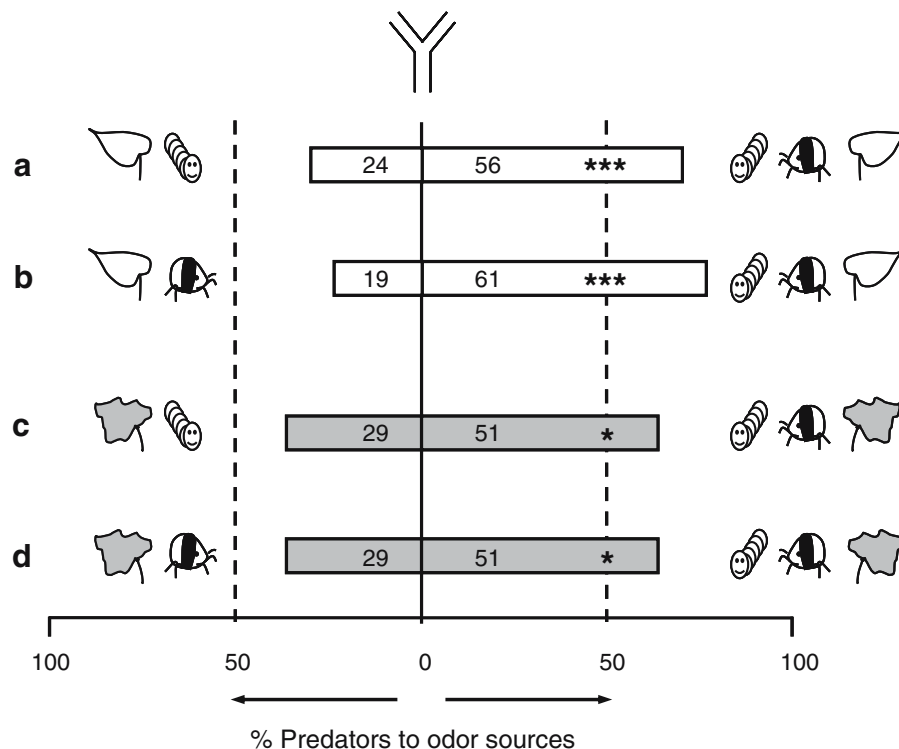 a 24 56 ***
b 19 61 ***
c 29 51 *
d 29 51 *
100 50 0 50 100
% Predators to odor sources